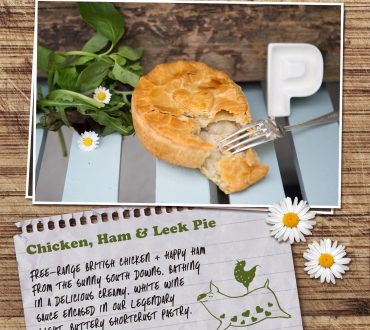 P
Chicken, Ham & Leek Pie
FREE-RANGE BRITISH CHICKEN + HAPPY HAM
FROM THE SUNNY SOUTH DOWNS. BATHING
IN A DELICIOUS CREAMY, WHITE WINE
SAUCE ENCASED IN OUR LEGENDARY
LIGHT, BUTTERY SHORTCRUST PASTRY.